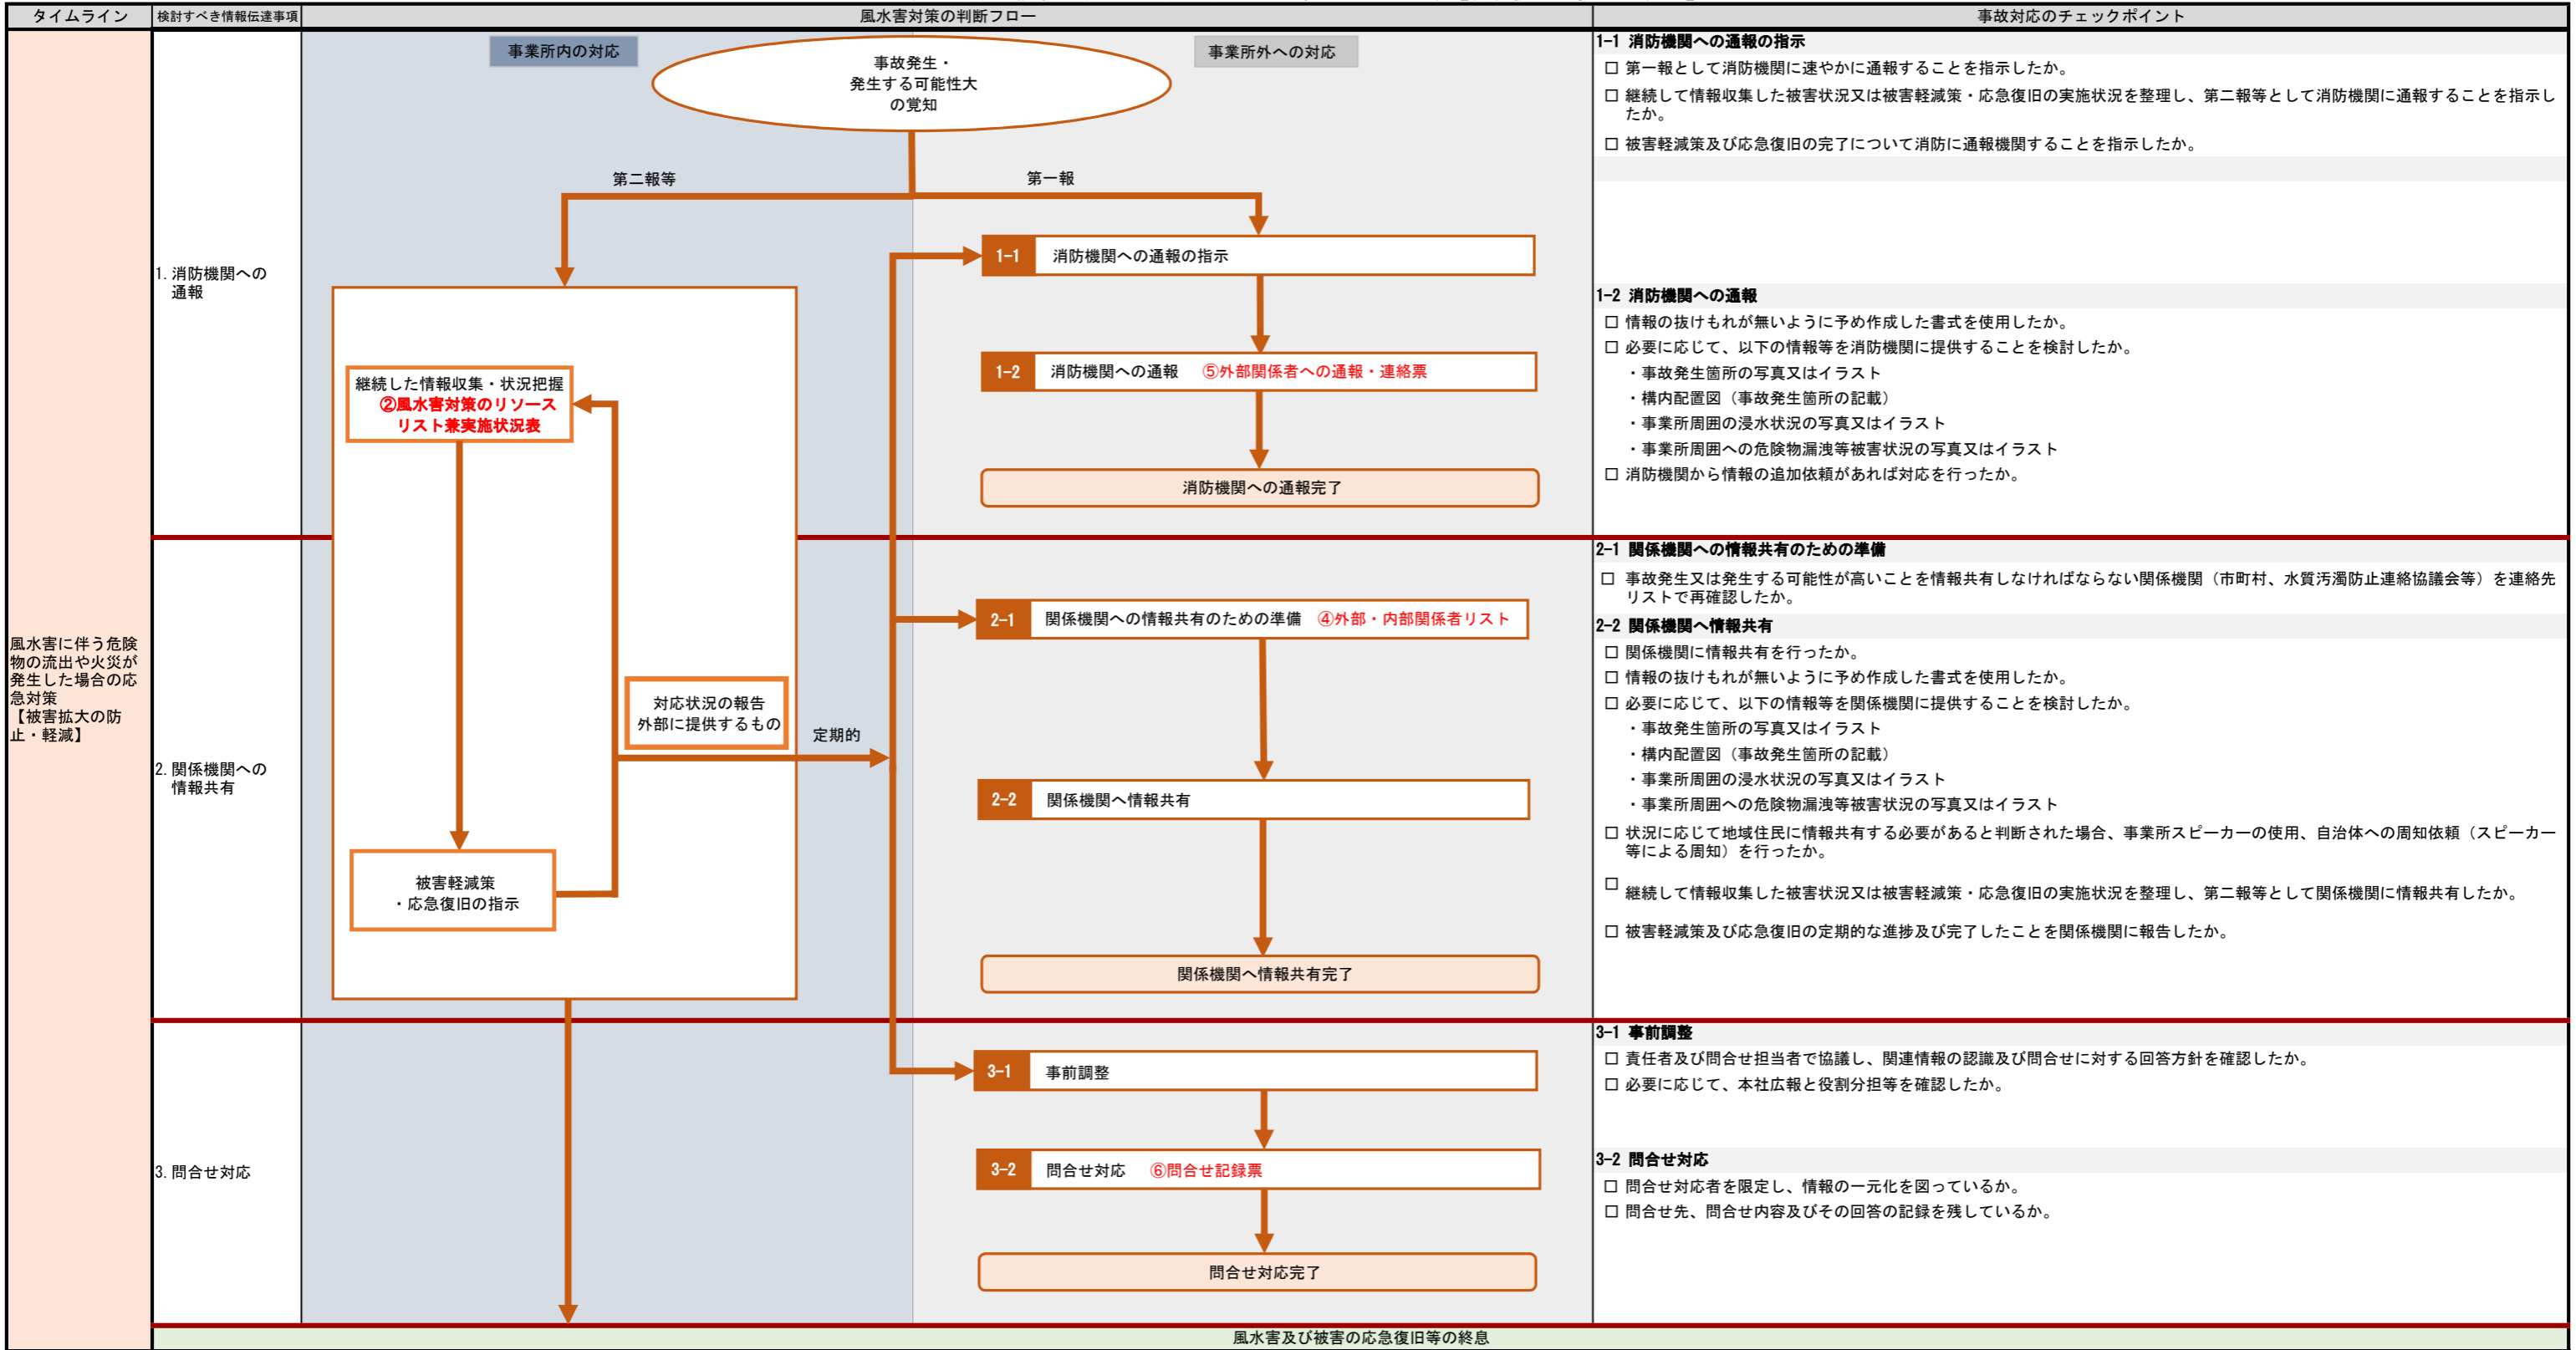 タイムライン
検討すべき情報伝達事項
風水害対策の判断フロー
事故対応のチェックポイント
風水害に伴う危険
物の流出や火災が
発生した場合の応
急対策
【被害拡大の防
止・軽減】
1.消防機関への
通報
2.関係機関への
情報共有
3.問合せ対応
事業所内の対応
事業所外への対応
事故発生・
発生する可能性大
の覚知
第二報等
第一報
継続した情報収集・状況把握
②風水害対策のリソース
リスト兼実施状況表
被害軽減策
・応急復旧の指示
対応状況の報告
外部に提供するもの
定期的
1-1 消防機関への通報の指示
1-2 消防機関への通報 ⑤外部関係者への通報・連絡票
消防機関への通報完了
2-1 関係機関への情報共有のための準備 ④外部・内部関係者リスト
2-2 関係機関へ情報共有
関係機関へ情報共有完了
3-1 事前調整
3-2 問合せ対応 ⑥問合せ記録票
問合せ対応完了
1-1 消防機関への通報の指示
□ 第一報として消防機関に速やかに通報することを指示したか。
□ 継続して情報収集した被害状況又は被害軽減策・応急復旧の実施状況を整理し、第二報等として消防機関に通報することを指示し
たか。
□ 被害軽減策及び応急復旧の完了について消防に通報機関することを指示したか。
1-2 消防機関への通報
□ 情報の抜けもれが無いように予め作成した書式を使用したか。
□ 必要に応じて、以下の情報等を消防機関に提供することを検討したか。
・事故発生箇所の写真又はイラスト
・構内配置図（事故発生箇所の記載）
・事業所周囲の浸水状況の写真又はイラスト
・事業所周囲への危険物漏洩等被害状況の写真又はイラスト
□ 消防機関から情報の追加依頼があれば対応を行ったか。
2-1 関係機関への情報共有のための準備
□ 事故発生又は発生する可能性が高いことを情報共有しなければならない関係機関（市町村、水質汚濁防止連絡協議会等）を連絡先
リストで再確認したか。
2-2 関係機関へ情報共有
□ 関係機関に情報共有を行ったか。
□ 情報の抜けもれが無いように予め作成した書式を使用したか。
□ 必要に応じて、以下の情報等を関係機関に提供することを検討したか。
・事故発生箇所の写真又はイラスト
・構内配置図（事故発生箇所の記載）
・事業所周囲の浸水状況の写真又はイラスト
・事業所周囲への危険物漏洩等被害状況の写真又はイラスト
□ 状況に応じて地域住民に情報共有する必要があると判断された場合、事業所スピーカーの使用、自治体への周知依頼（スピーカー
等による周知）を行ったか。
□ 継続して情報収集した被害状況又は被害軽減策・応急復旧の実施状況を整理し、第二報等として関係機関に情報共有したか。
□ 被害軽減策及び応急復旧の定期的な進捗及び完了したことを関係機関に報告したか。
3-1 事前調整
□ 責任者及び問合せ担当者で協議し、関連情報の認識及び問合せに対する回答方針を確認したか。
□ 必要に応じて、本社広報と役割分担等を確認したか。
3-2 問合せ対応
□ 問合せ対応者を限定し、情報の一元化を図っているか。
□ 問合せ先、問合せ内容及びその回答の記録を残しているか。
風水害及び被害の応急復旧等の終息